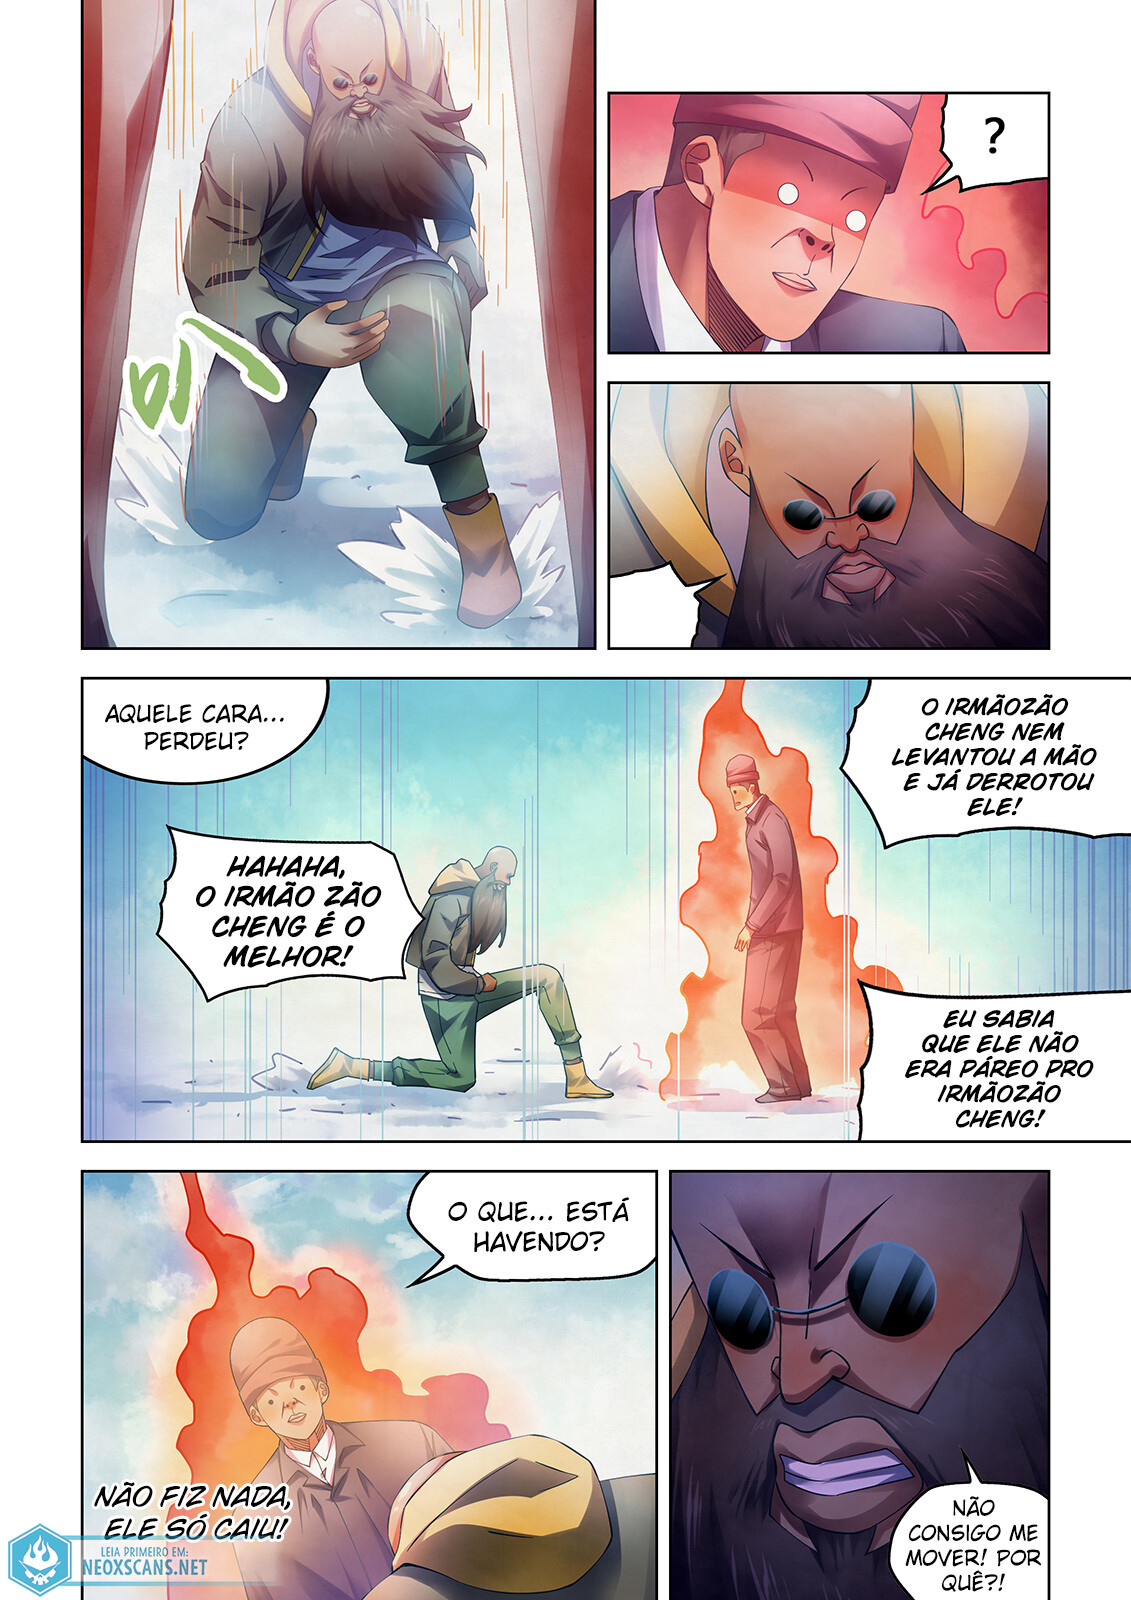 ?
叭
AQUELE CARA...
PERDEU?
O IRMÃOZÃO
CHENG NEM
LEVANTOU A MÃO
E JÁ DERROTOU
ELE!
HAHAHA,
O IRMÃO ZÃO
CHENG É O
MELHOR!
EU SABIA
QUE ELE NÃO
ERA PÁREO PRO
IRMÃOZÃO
CHENG!
O QUE... ESTÁ
HAVENDO?
NÃO FIZ NADA,
ELE SÓ CAIU!
NÃO
CONSIGO ME
MOVER! POR
QUÊ?!
LEIA PRIMEIRO EM:
NEOXSCANS.NET